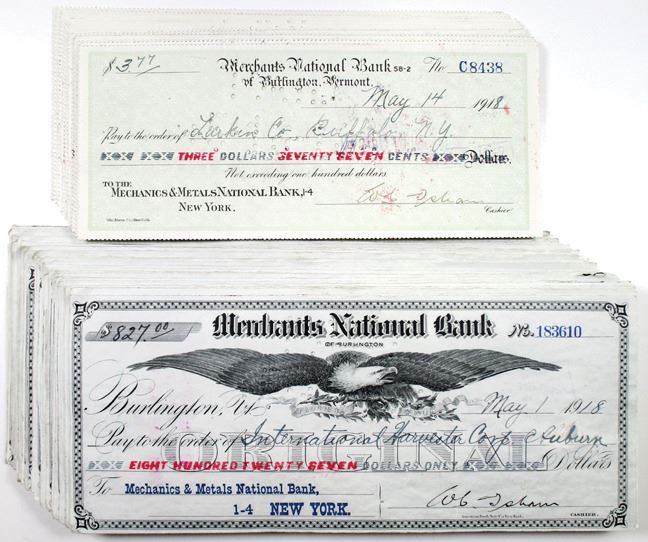 $3.77 Merchants National Bank 58-2 No C8438
of Burlington, Vermont.
May 14 1918
Pay to the order of Larkin Co, Buffalo, N.Y.
THREE DOLLARS SEVENTY SEVEN CENTS Dollars.
Not exceeding one hundred dollars
TO THE
MECHANICS & METALS NATIONAL BANK, 1-4
NEW YORK.
W.C. Isham
Cashier
$827.00 Merchants National Bank No. 183610
OF BURLINGTON
Burlington, Vt. May 1 1918
Pay to the order of International Harvester Corp. Auburn
ORIGINAL
EIGHT HUNDRED TWENTY SEVEN DOLLARS ONLY Dollars
To Mechanics & Metals National Bank,
1-4 NEW YORK.
W.C. Isham
CASHIER.